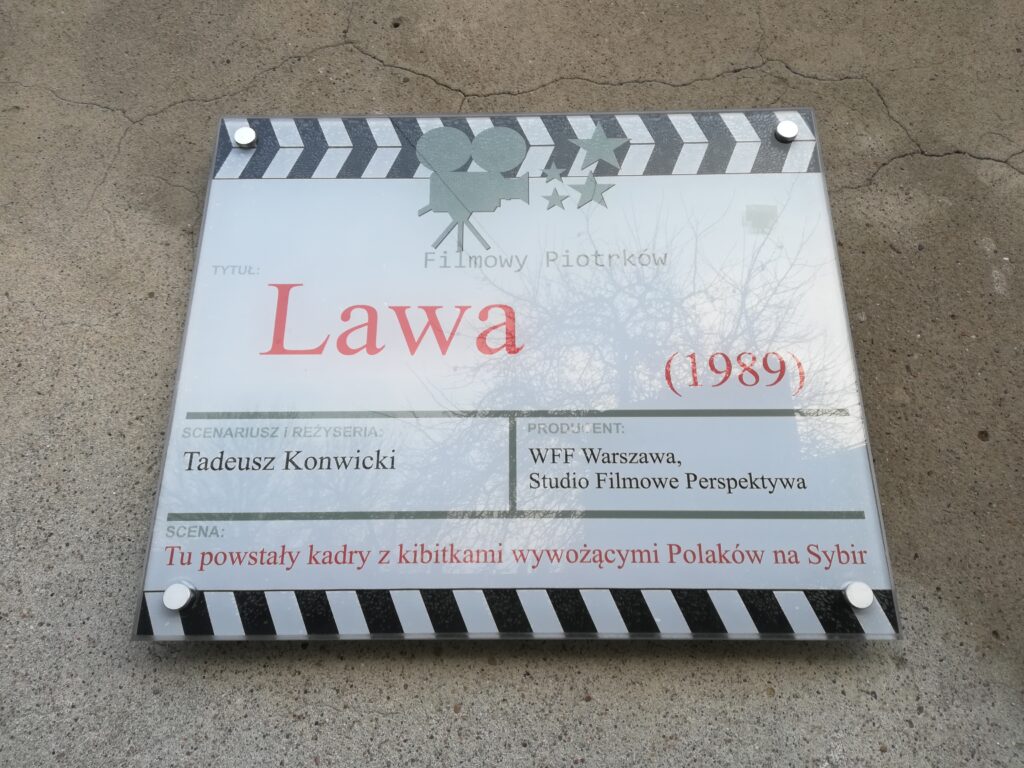 Filmowy Piotrków
TYTUŁ:
Lawa
(1989)
SCENARIUSZ i REŻYSERIA:
Tadeusz Konwicki
PRODUCENT:
WFF Warszawa,
Studio Filmowe Perspektywa
SCENA:
Tu powstały kadry z kibitkami wywożącymi Polaków na Sybir